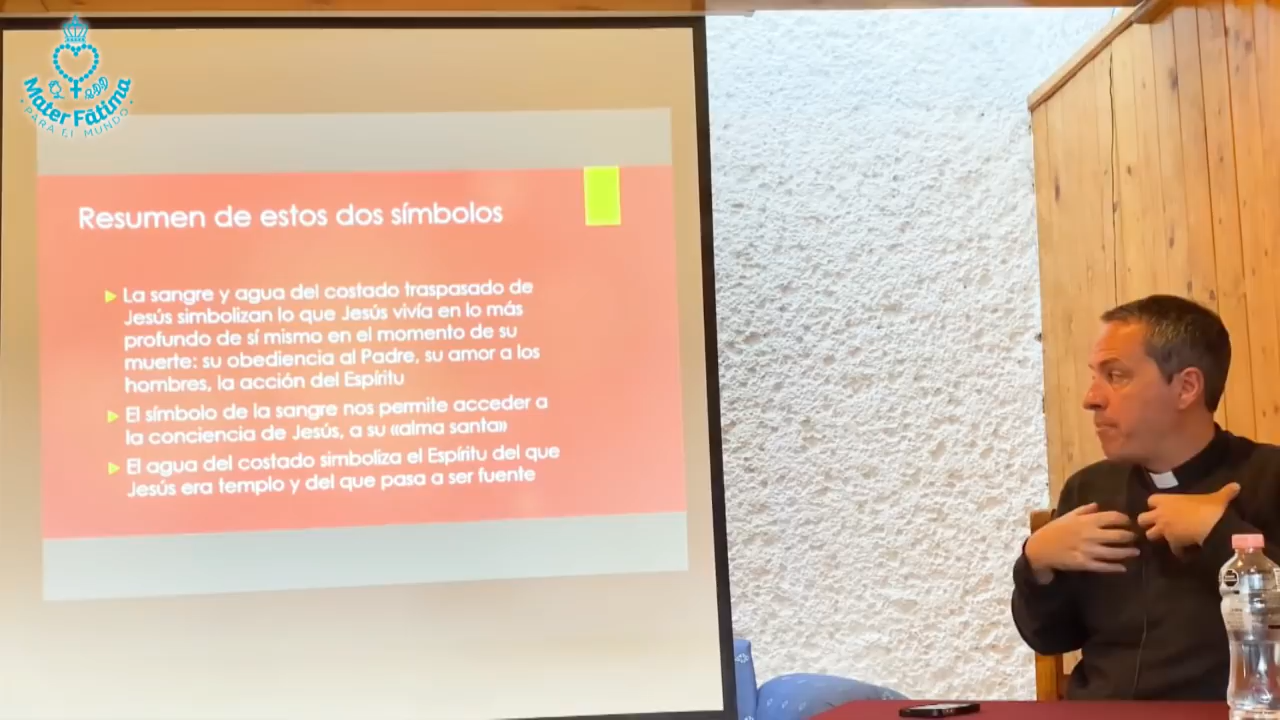 Mater Fátima
PARA EL MUNDO
Resumen de estos dos símbolos
La sangre y agua del costado traspasado de
Jesús simbolizan lo que Jesús vivía en lo más
profundo de sí mismo en el momento de su
muerte: su obediencia al Padre, su amor a los
hombres, la acción del Espíritu
El símbolo de la sangre nos permite acceder a
la conciencia de Jesús, a su «alma santa»
El agua del costado simboliza el Espíritu del que
Jesús era templo y del que pasa a ser fuente